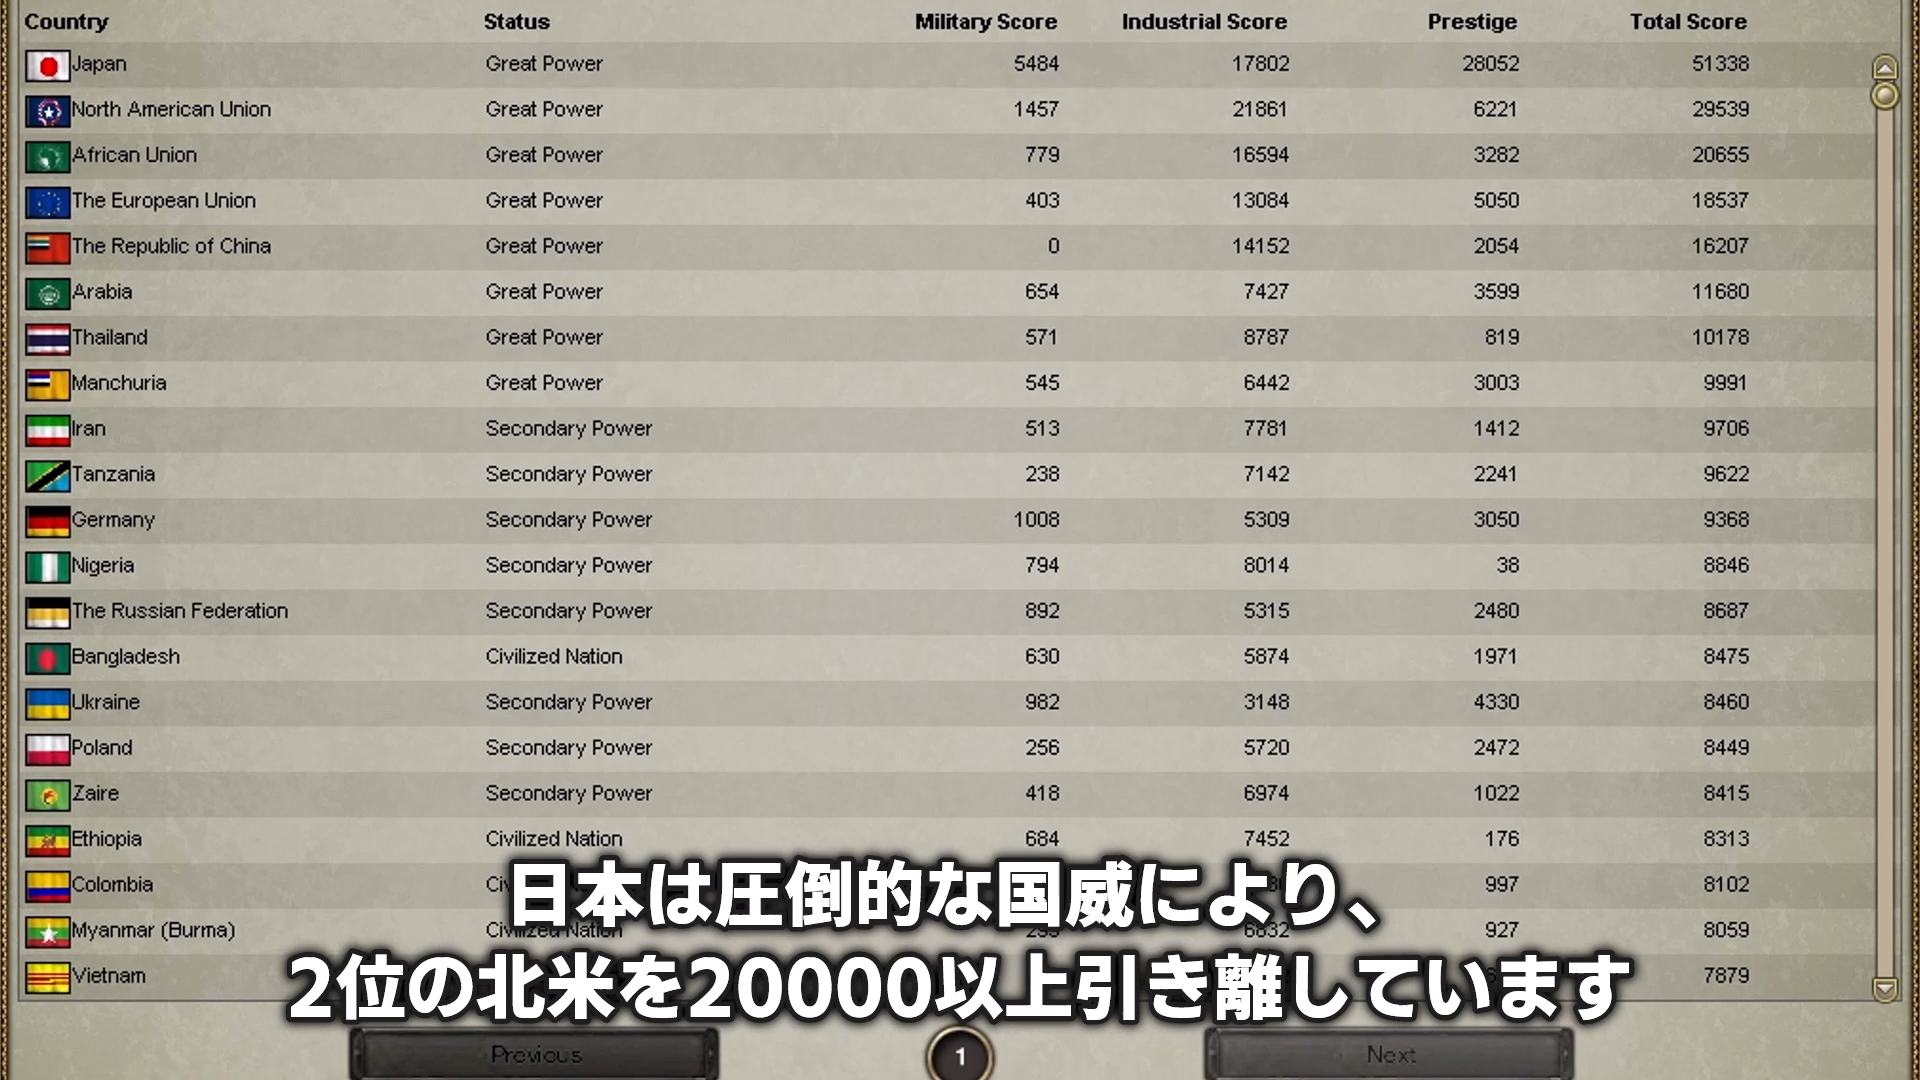 Country Status Military Score Industrial Score Prestige Total Score
Japan Great Power 5484 17802 28052 51338
North American Union Great Power 1457 21861 6221 29539
African Union Great Power 779 16594 3282 20655
The European Union Great Power 403 13084 5050 18537
The Republic of China Great Power 0 14152 2054 16207
Arabia Great Power 654 7427 3599 11680
Thailand Great Power 571 8787 819 10178
Manchuria Great Power 545 6442 3003 9991
Iran Secondary Power 513 7781 1412 9706
Tanzania Secondary Power 238 7142 2241 9622
Germany Secondary Power 1008 5309 3050 9368
Nigeria Secondary Power 794 8014 38 8846
The Russian Federation Secondary Power 892 5315 2480 8687
Bangladesh Civilized Nation 630 5874 1971 8475
Ukraine Secondary Power 982 3148 4330 8460
Poland Secondary Power 256 5720 2472 8449
Zaire Secondary Power 418 6974 1022 8415
Ethiopia Civilized Nation 684 7452 176 8313
Colombia 997 8102
Myanmar (Burma) Civilized Nation 6832 927 8059
Vietnam 7879
日本は圧倒的な国威により、
2位の北米を20000以上引き離しています
Previous 1 Next